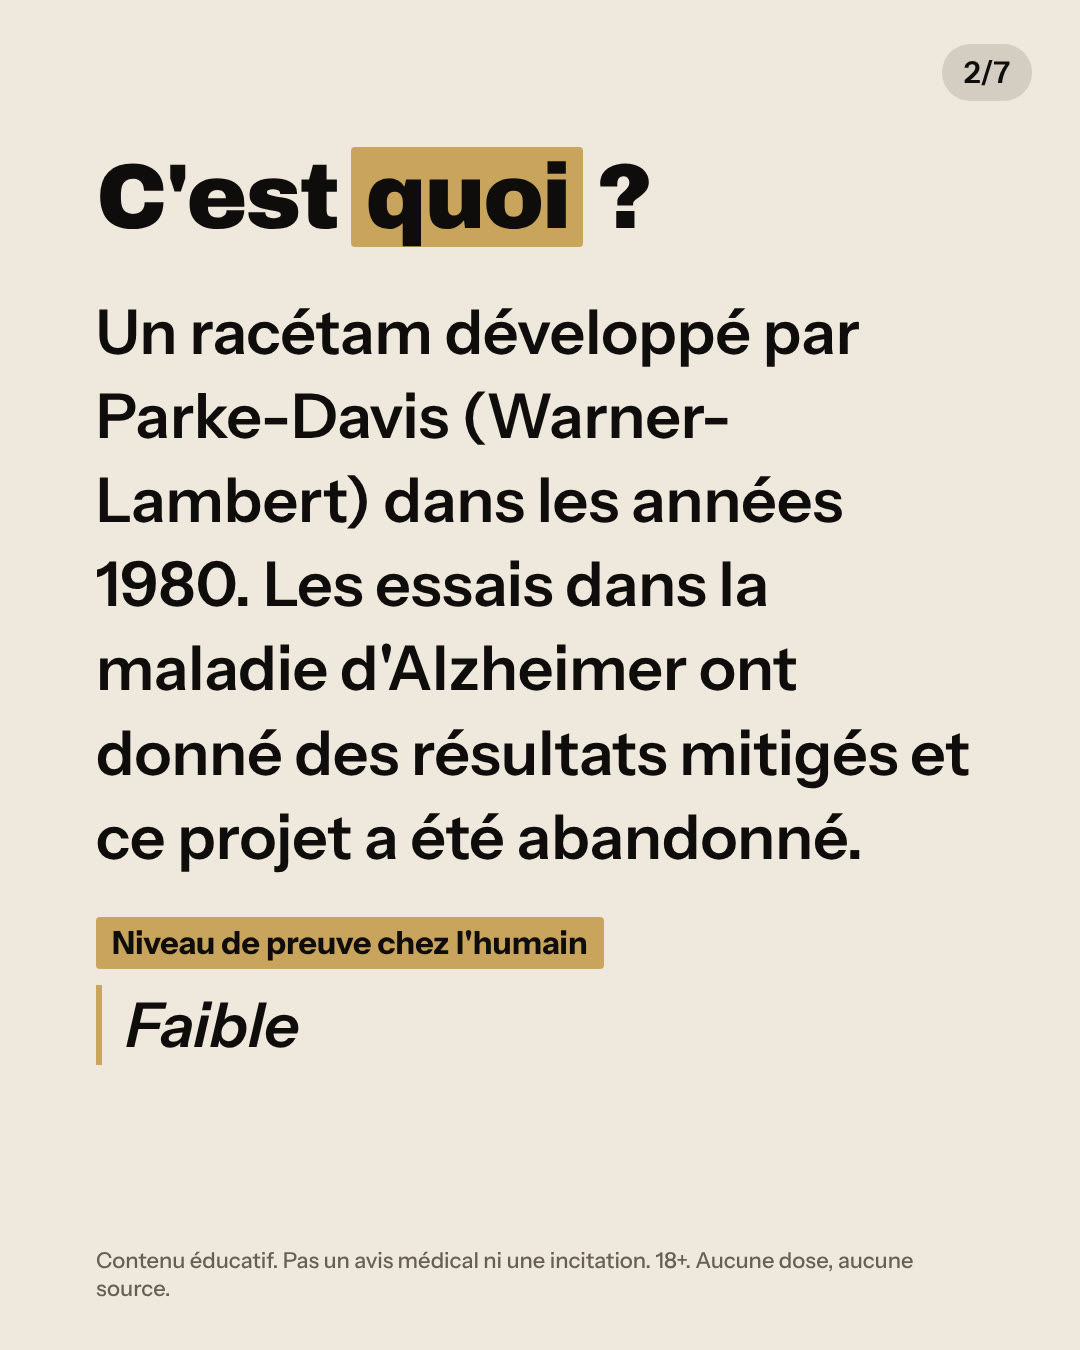 2/7
C'est quoi ?
Un racétam développé par
Parke-Davis (Warner-
Lambert) dans les années
1980. Les essais dans la
maladie d'Alzheimer ont
donné des résultats mitigés et
ce projet a été abandonné.
Niveau de preuve chez l'humain
Faible
Contenu éducatif. Pas un avis médical ni une incitation. 18+. Aucune dose, aucune
source.